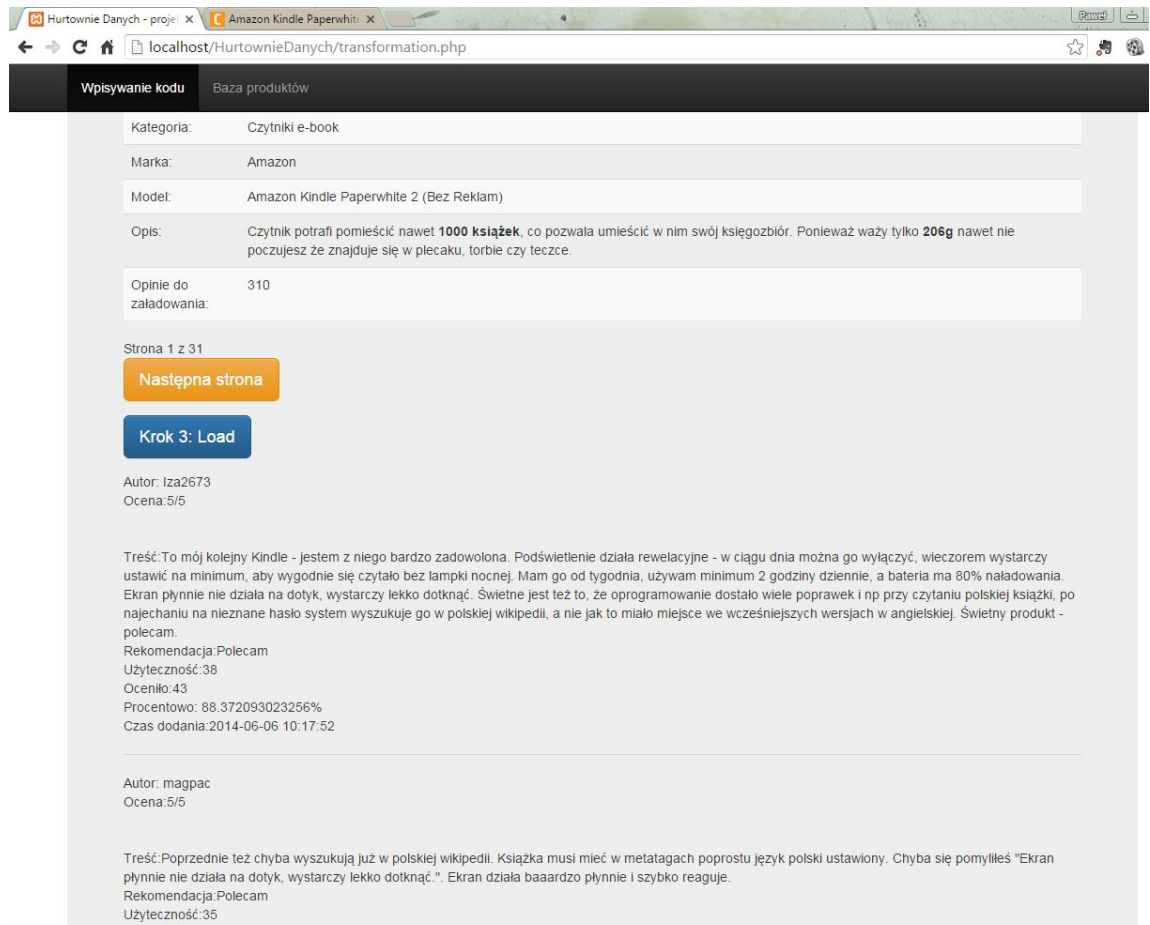 Hurtownie Danych - projel
Amazon Kindle Paperwhite
Paweł
localhost/HurtownieDanych/transformation.php
Wpisywanie kodu Baza produktów
Kategoria: Czytniki e-book
Marka: Amazon
Model: Amazon Kindle Paperwhite 2 (Bez Reklam)
Opis: Czytnik potrafi pomieścić nawet 1000 książek, co pozwala umieścić w nim swój księgozbiór. Ponieważ waży tylko 206g nawet nie
poczujesz że znajduje się w plecaku, torbie czy teczce.
Opinie do 310
załadowania:
Strona 1 z 31
Następna strona
Krok 3: Load
Autor: Iza2673
Ocena:5/5
Treść:To mój kolejny Kindle - jestem z niego bardzo zadowolona. Podświetlenie działa rewelacyjne - w ciągu dnia można go wyłączyć, wieczorem wystarczy
ustawić na minimum, aby wygodnie się czytało bez lampki nocnej. Mam go od tygodnia, używam minimum 2 godziny dziennie, a bateria ma 80% naładowania.
Ekran płynnie nie działa na dotyk, wystarczy lekko dotknąć. Świetne jest też to, że oprogramowanie dostało wiele poprawek i np przy czytaniu polskiej książki, po
najechaniu na nieznane hasło system wyszukuje go w polskiej wikipedii, a nie jak to miało miejsce we wcześniejszych wersjach w angielskiej. Świetny produkt -
polecam.
Rekomendacja:Polecam
Użyteczność:38
Oceniło:43
Procentowo: 88.372093023256%
Czas dodania:2014-06-06 10:17:52
Autor: magpac
Ocena:5/5
Treść:Poprzednie też chyba wyszukują już w polskiej wikipedii. Książka musi mieć w metatagach poprostu język polski ustawiony. Chyba się pomyliłeś "Ekran
płynnie nie działa na dotyk, wystarczy lekko dotknąć.". Ekran działa baaardzo płynnie i szybko reaguje.
Rekomendacja:Polecam
Użyteczność:35